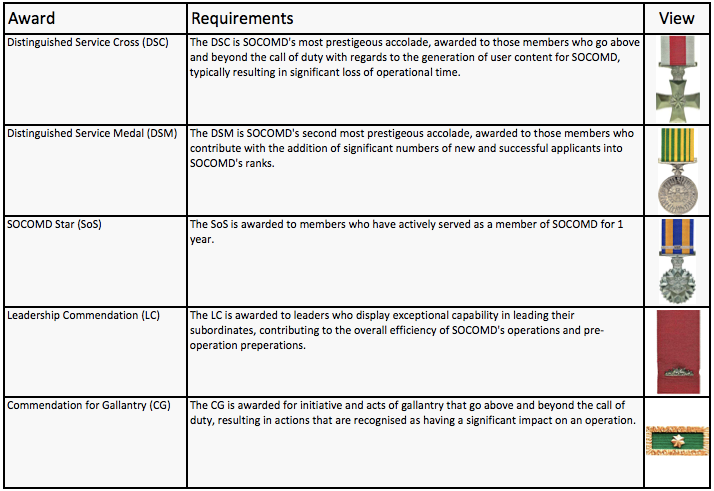 Award Requirements View
Distinguished Service Cross (DSC) The DSC is SOCOMD's most prestigeous accolade, awarded to those members who go above
and beyond the call of duty with regards to the generation of user content for SOCOMD,
typically resulting in significant loss of operational time.
Distinguished Service Medal (DSM) The DSM is SOCOMD's second most prestigeous accolade, awarded to those members who
contribute with the addition of significant numbers of new and successful applicants into
SOCOMD's ranks.
SOCOMD Star (SoS) The SoS is awarded to members who have actively served as a member of SOCOMD for 1
year.
Leadership Commendation (LC) The LC is awarded to leaders who display exceptional capability in leading their
subordinates, contributing to the overall efficiency of SOCOMD's operations and pre-
operation preperations.
Commendation for Gallantry (CG) The CG is awarded for initiative and acts of gallantry that go above and beyond the call of
duty, resulting in actions that are recognised as having a significant impact on an operation.